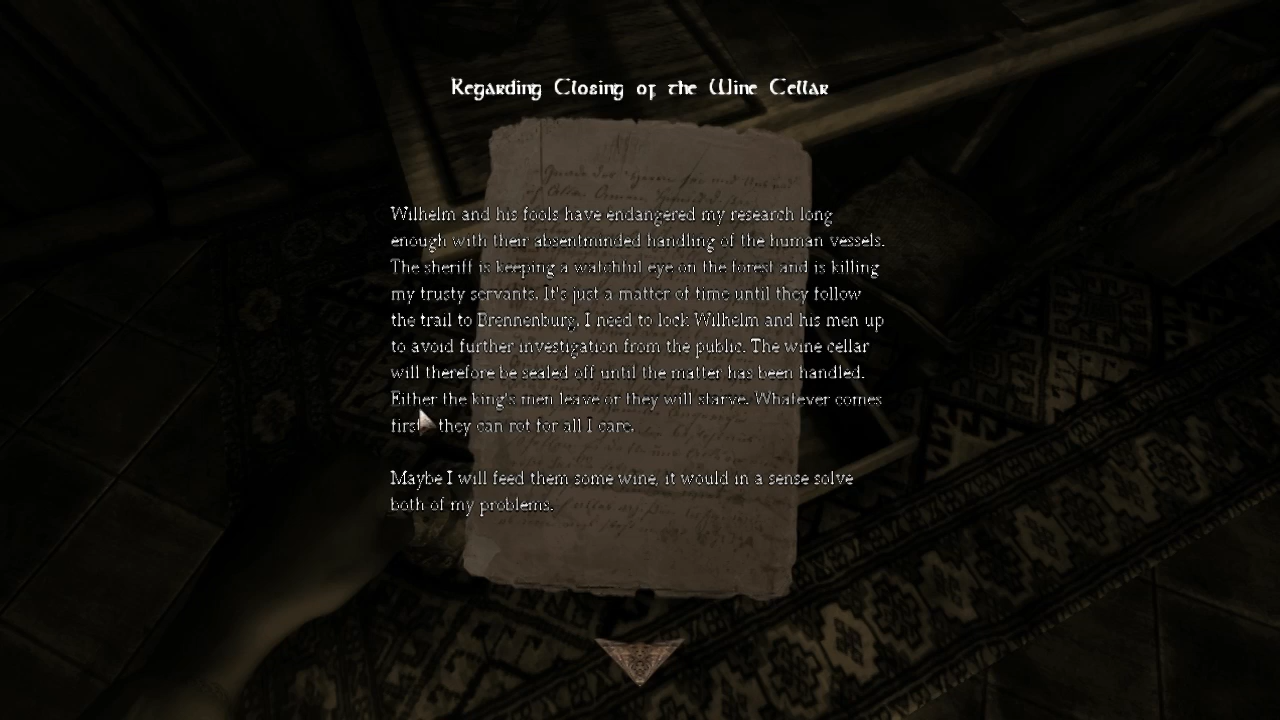 Regarding Closing of the Wine Cellar
Wilhelm and his fools have endangered my research long
enough with their absentminded handling of the human vessels.
The sheriff is keeping a watchful eye on the forest and is killing
my trusty servants. It's just a matter of time until they follow
the trail to Brennenburg. I need to lock Wilhelm and his men up
to avoid further investigation from the public. The wine cellar
will therefore be sealed off until the matter has been handled.
Either the king's men leave or they will starve. Whatever comes
first they can rot for all I care.
Maybe I will feed them some wine, it would in a sense solve
both of my problems.